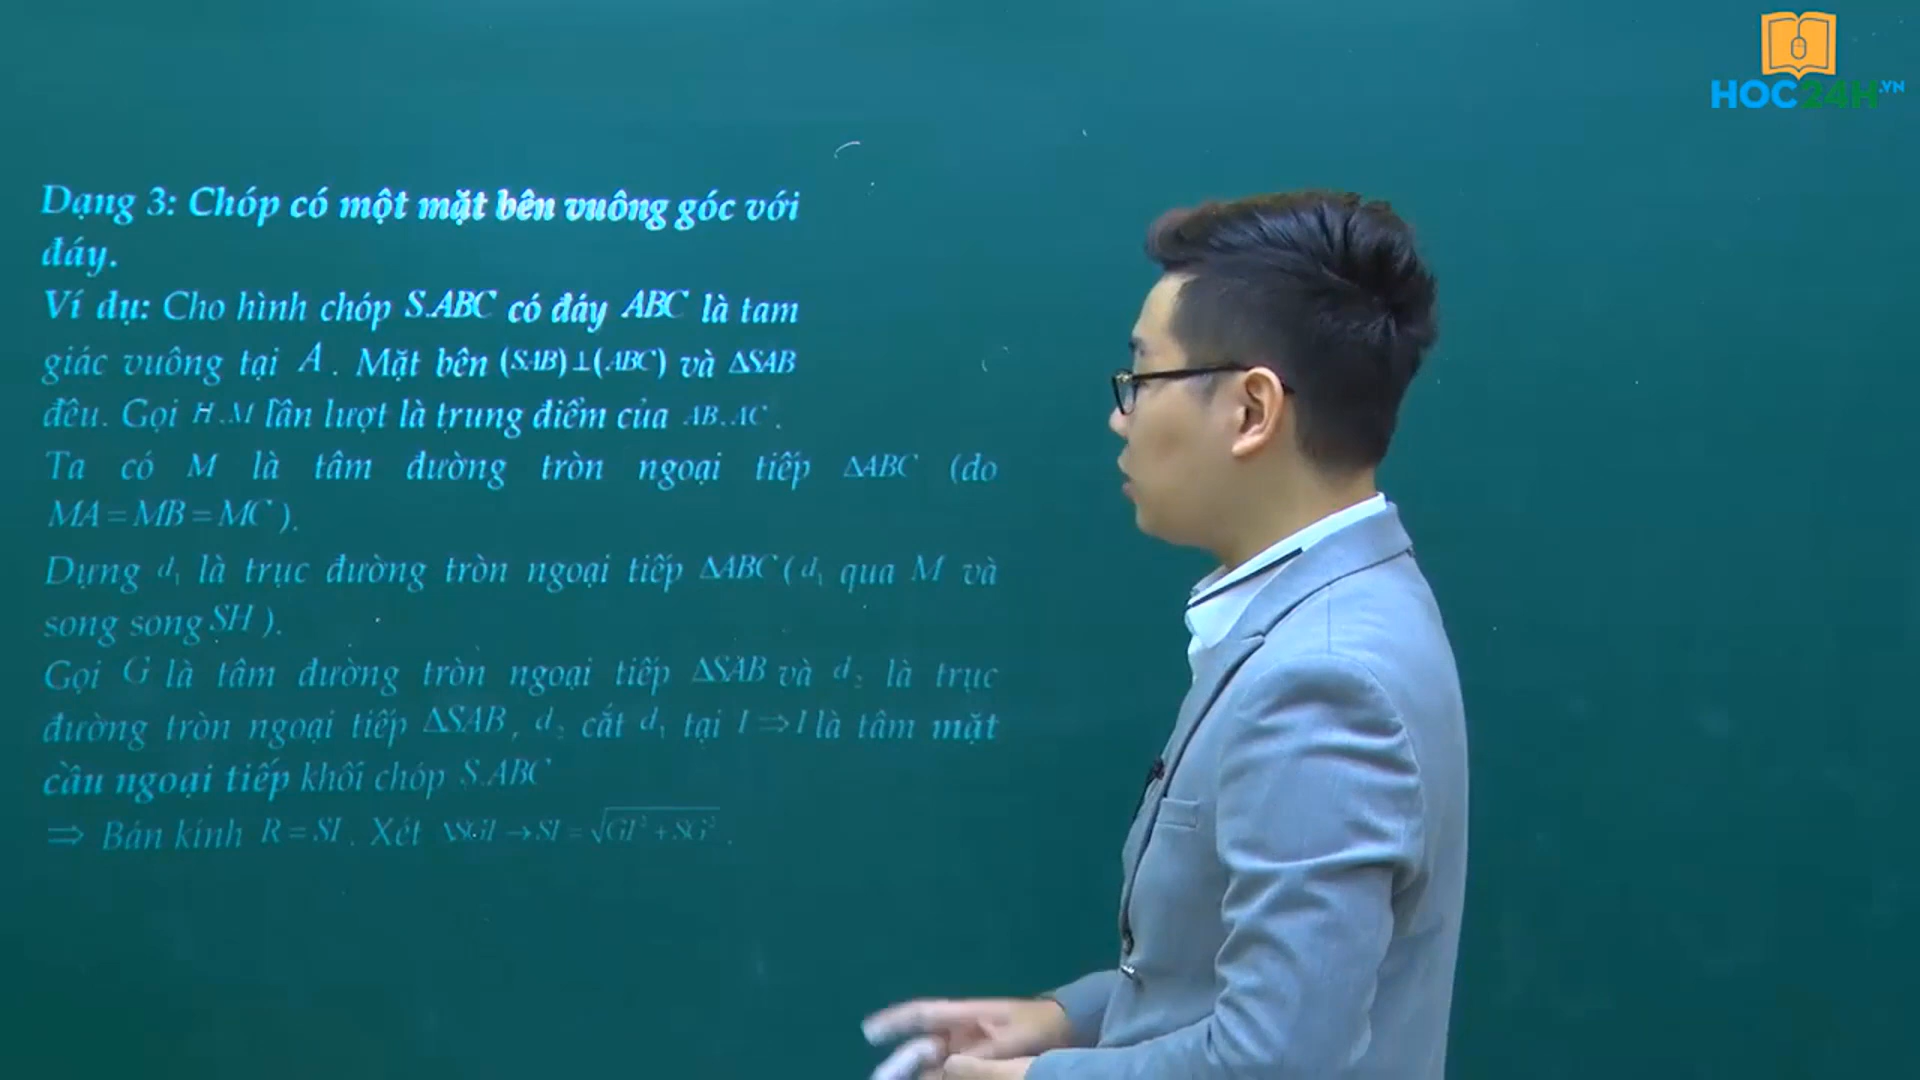 HOC24H.VN
Dạng 3: Chóp có một mặt bên vuông góc với
đáy.
Ví dụ: Cho hình chóp S.ABC có đáy ABC là tam
giác vuông tại A. Mặt bên (SAB)⊥(ABC) và ΔSAB
đều. Gọi H,M lần lượt là trung điểm của AB,AC.
Ta có M là tâm đường tròn ngoại tiếp ΔABC (do
MA=MB=MC).
Dựng d₁ là trục đường tròn ngoại tiếp ΔABC (d₁ qua M và
song song SH).
Gọi G là tâm đường tròn ngoại tiếp ΔSAB và d₂ là trục
đường tròn ngoại tiếp ΔSAB, d₂ cắt d₁ tại I ⇒ I là tâm mặt
cầu ngoại tiếp khối chóp S.ABC
⇒ Bán kính R=SI. Xét ΔSGI → SI=√(GI²+SG²).